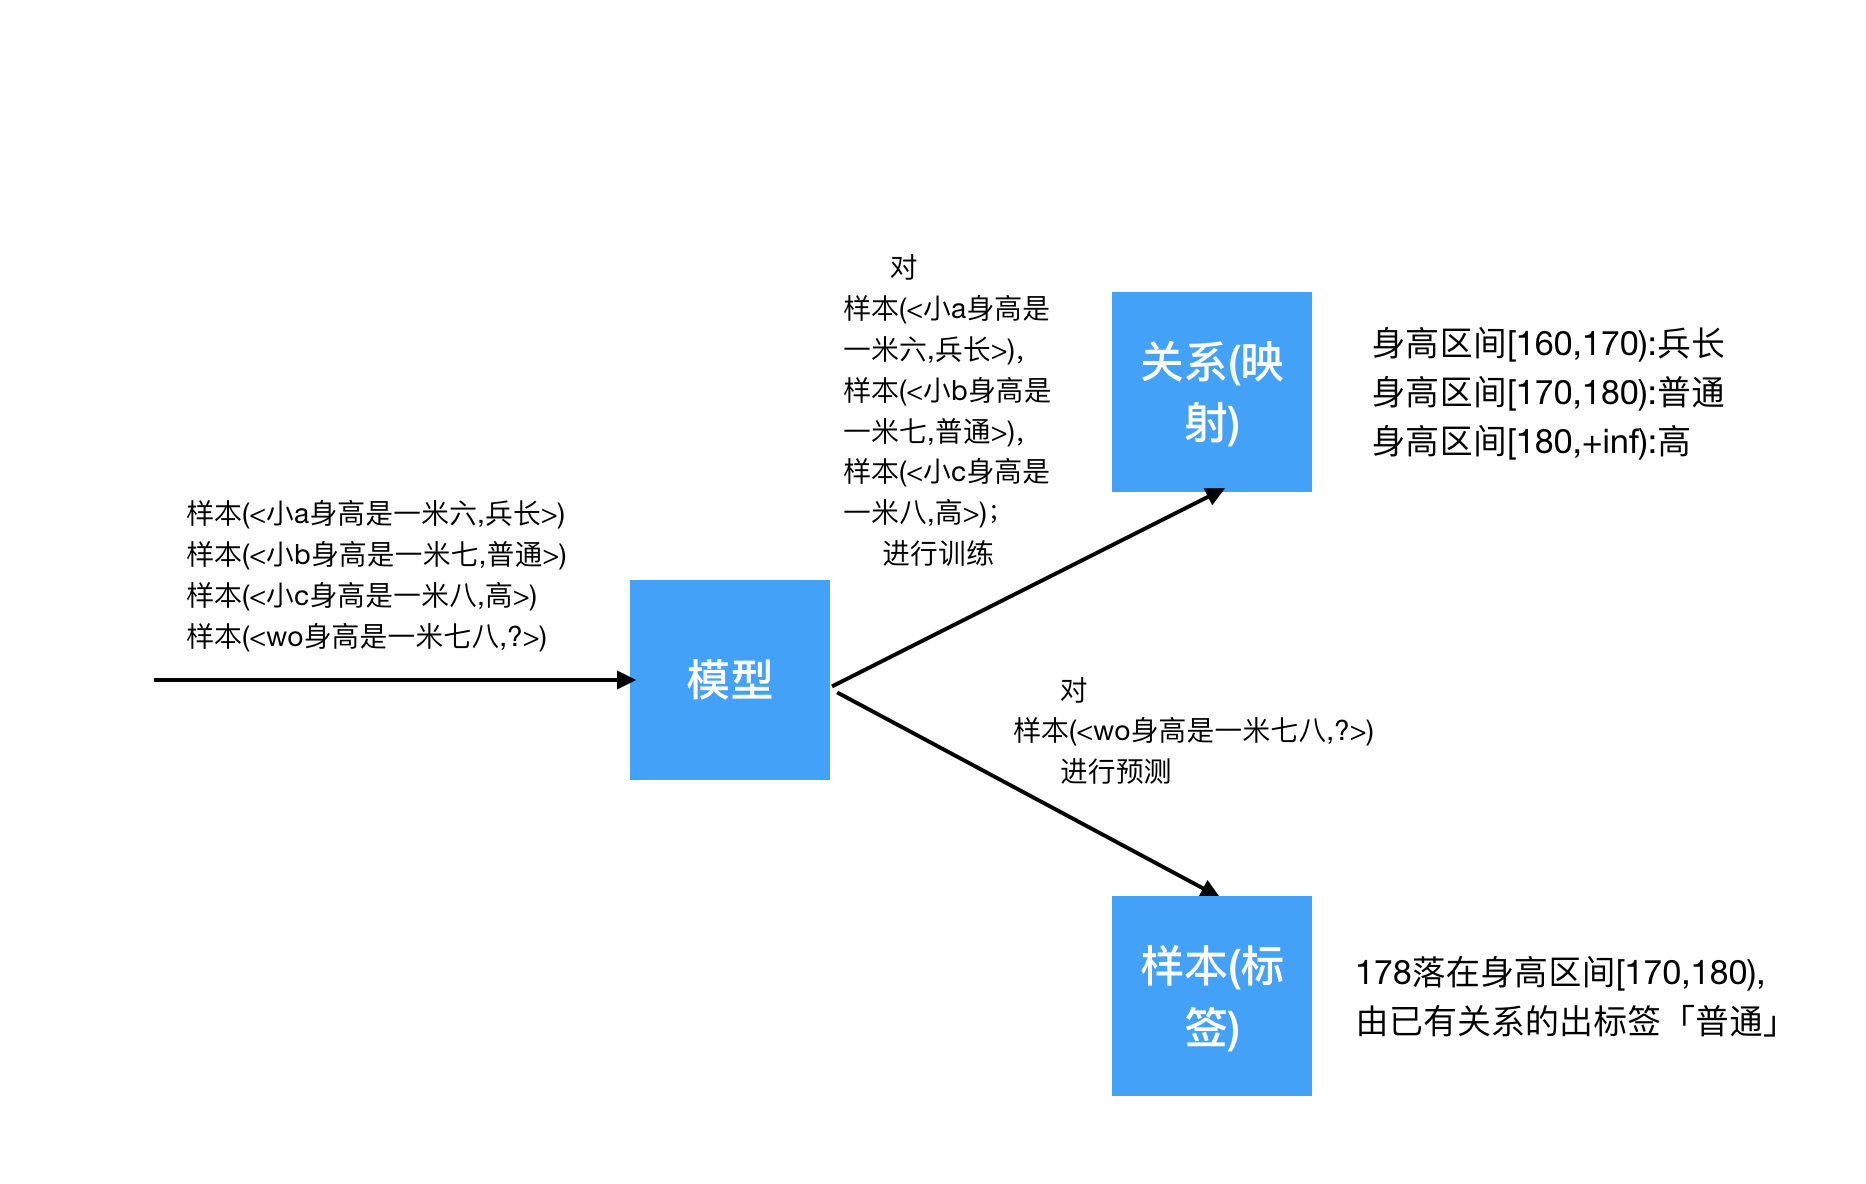 样本(<小a身高是一米六,兵长>)
样本(<小b身高是一米七,普通>)
样本(<小c身高是一米八,高>)
样本(<wo身高是一米七八,?>)
模型
对
样本(<小a身高是
一米六,兵长>),
样本(<小b身高是
一米七,普通>),
样本(<小c身高是
一米八,高>);
进行训练
关系(映
射)
身高区间[160,170):兵长
身高区间[170,180):普通
身高区间[180,+inf):高
对
样本(<wo身高是一米七八,?>)
进行预测
样本(标
签)
178落在身高区间[170,180),
由已有关系的出标签「普通」